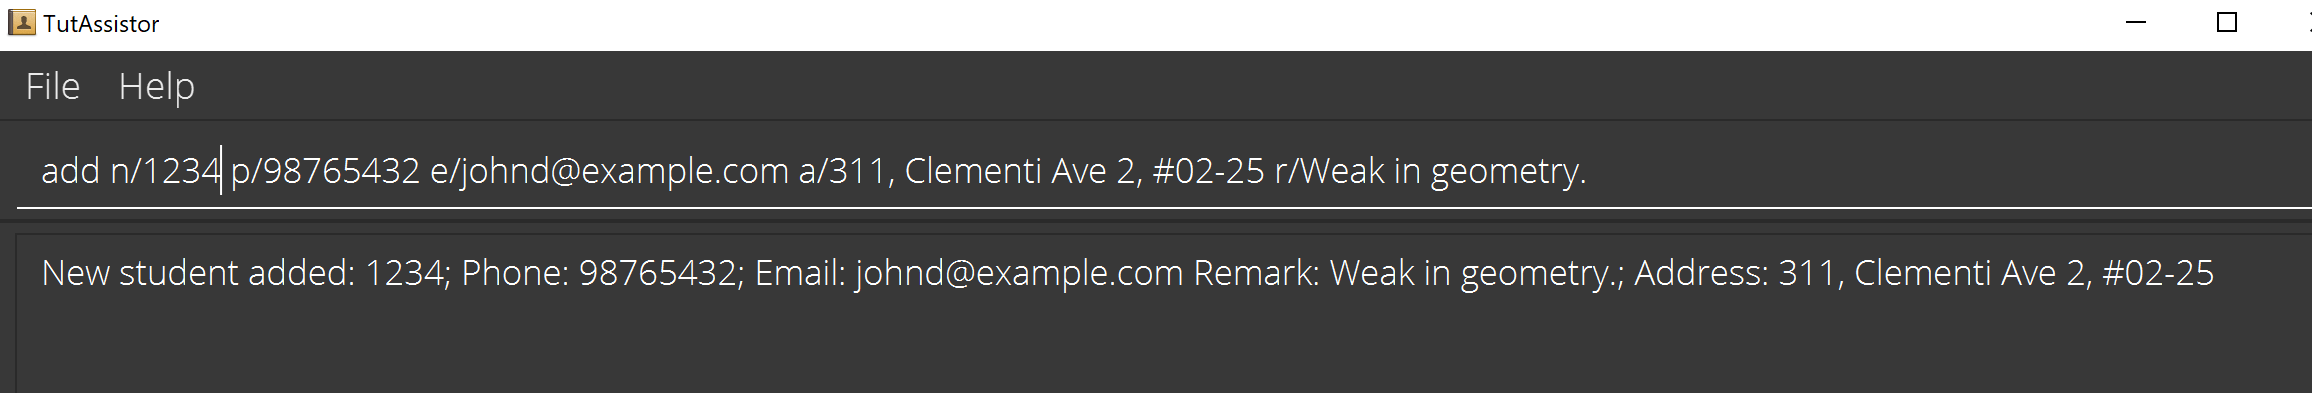 TutAssistor
File Help
add n/1234 p/98765432 e/johnd@example.com a/311, Clementi Ave 2, #02-25 r/Weak in geometry.
New student added: 1234; Phone: 98765432; Email: johnd@example.com Remark: Weak in geometry.; Address: 311, Clementi Ave 2, #02-25